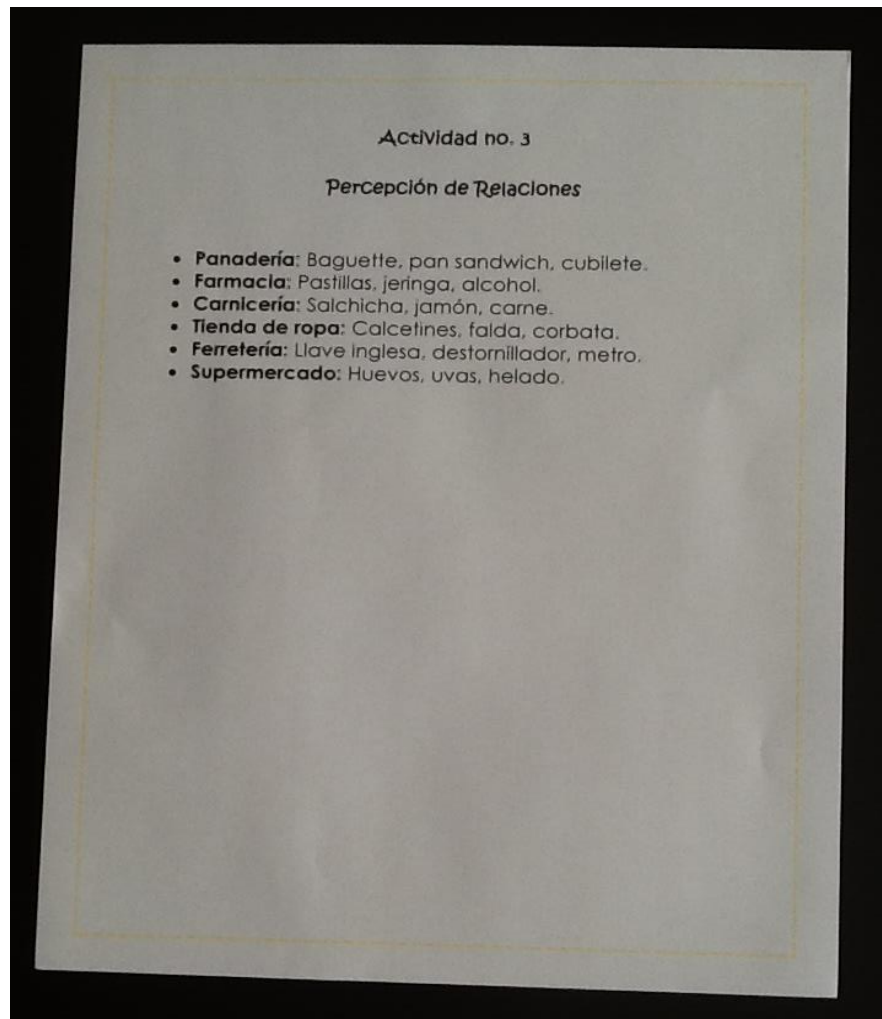 Actividad no. 3
Percepción de Relaciones
• Panadería: Baguette, pan sandwich, cubilete.
• Farmacia: Pastillas, jeringa, alcohol.
• Carnicería: Salchicha, jamón, carne.
• Tienda de ropa: Calcetines, falda, corbata.
• Ferretería: Llave inglesa, destornillador, metro.
• Supermercado: Huevos, uvas, helado.